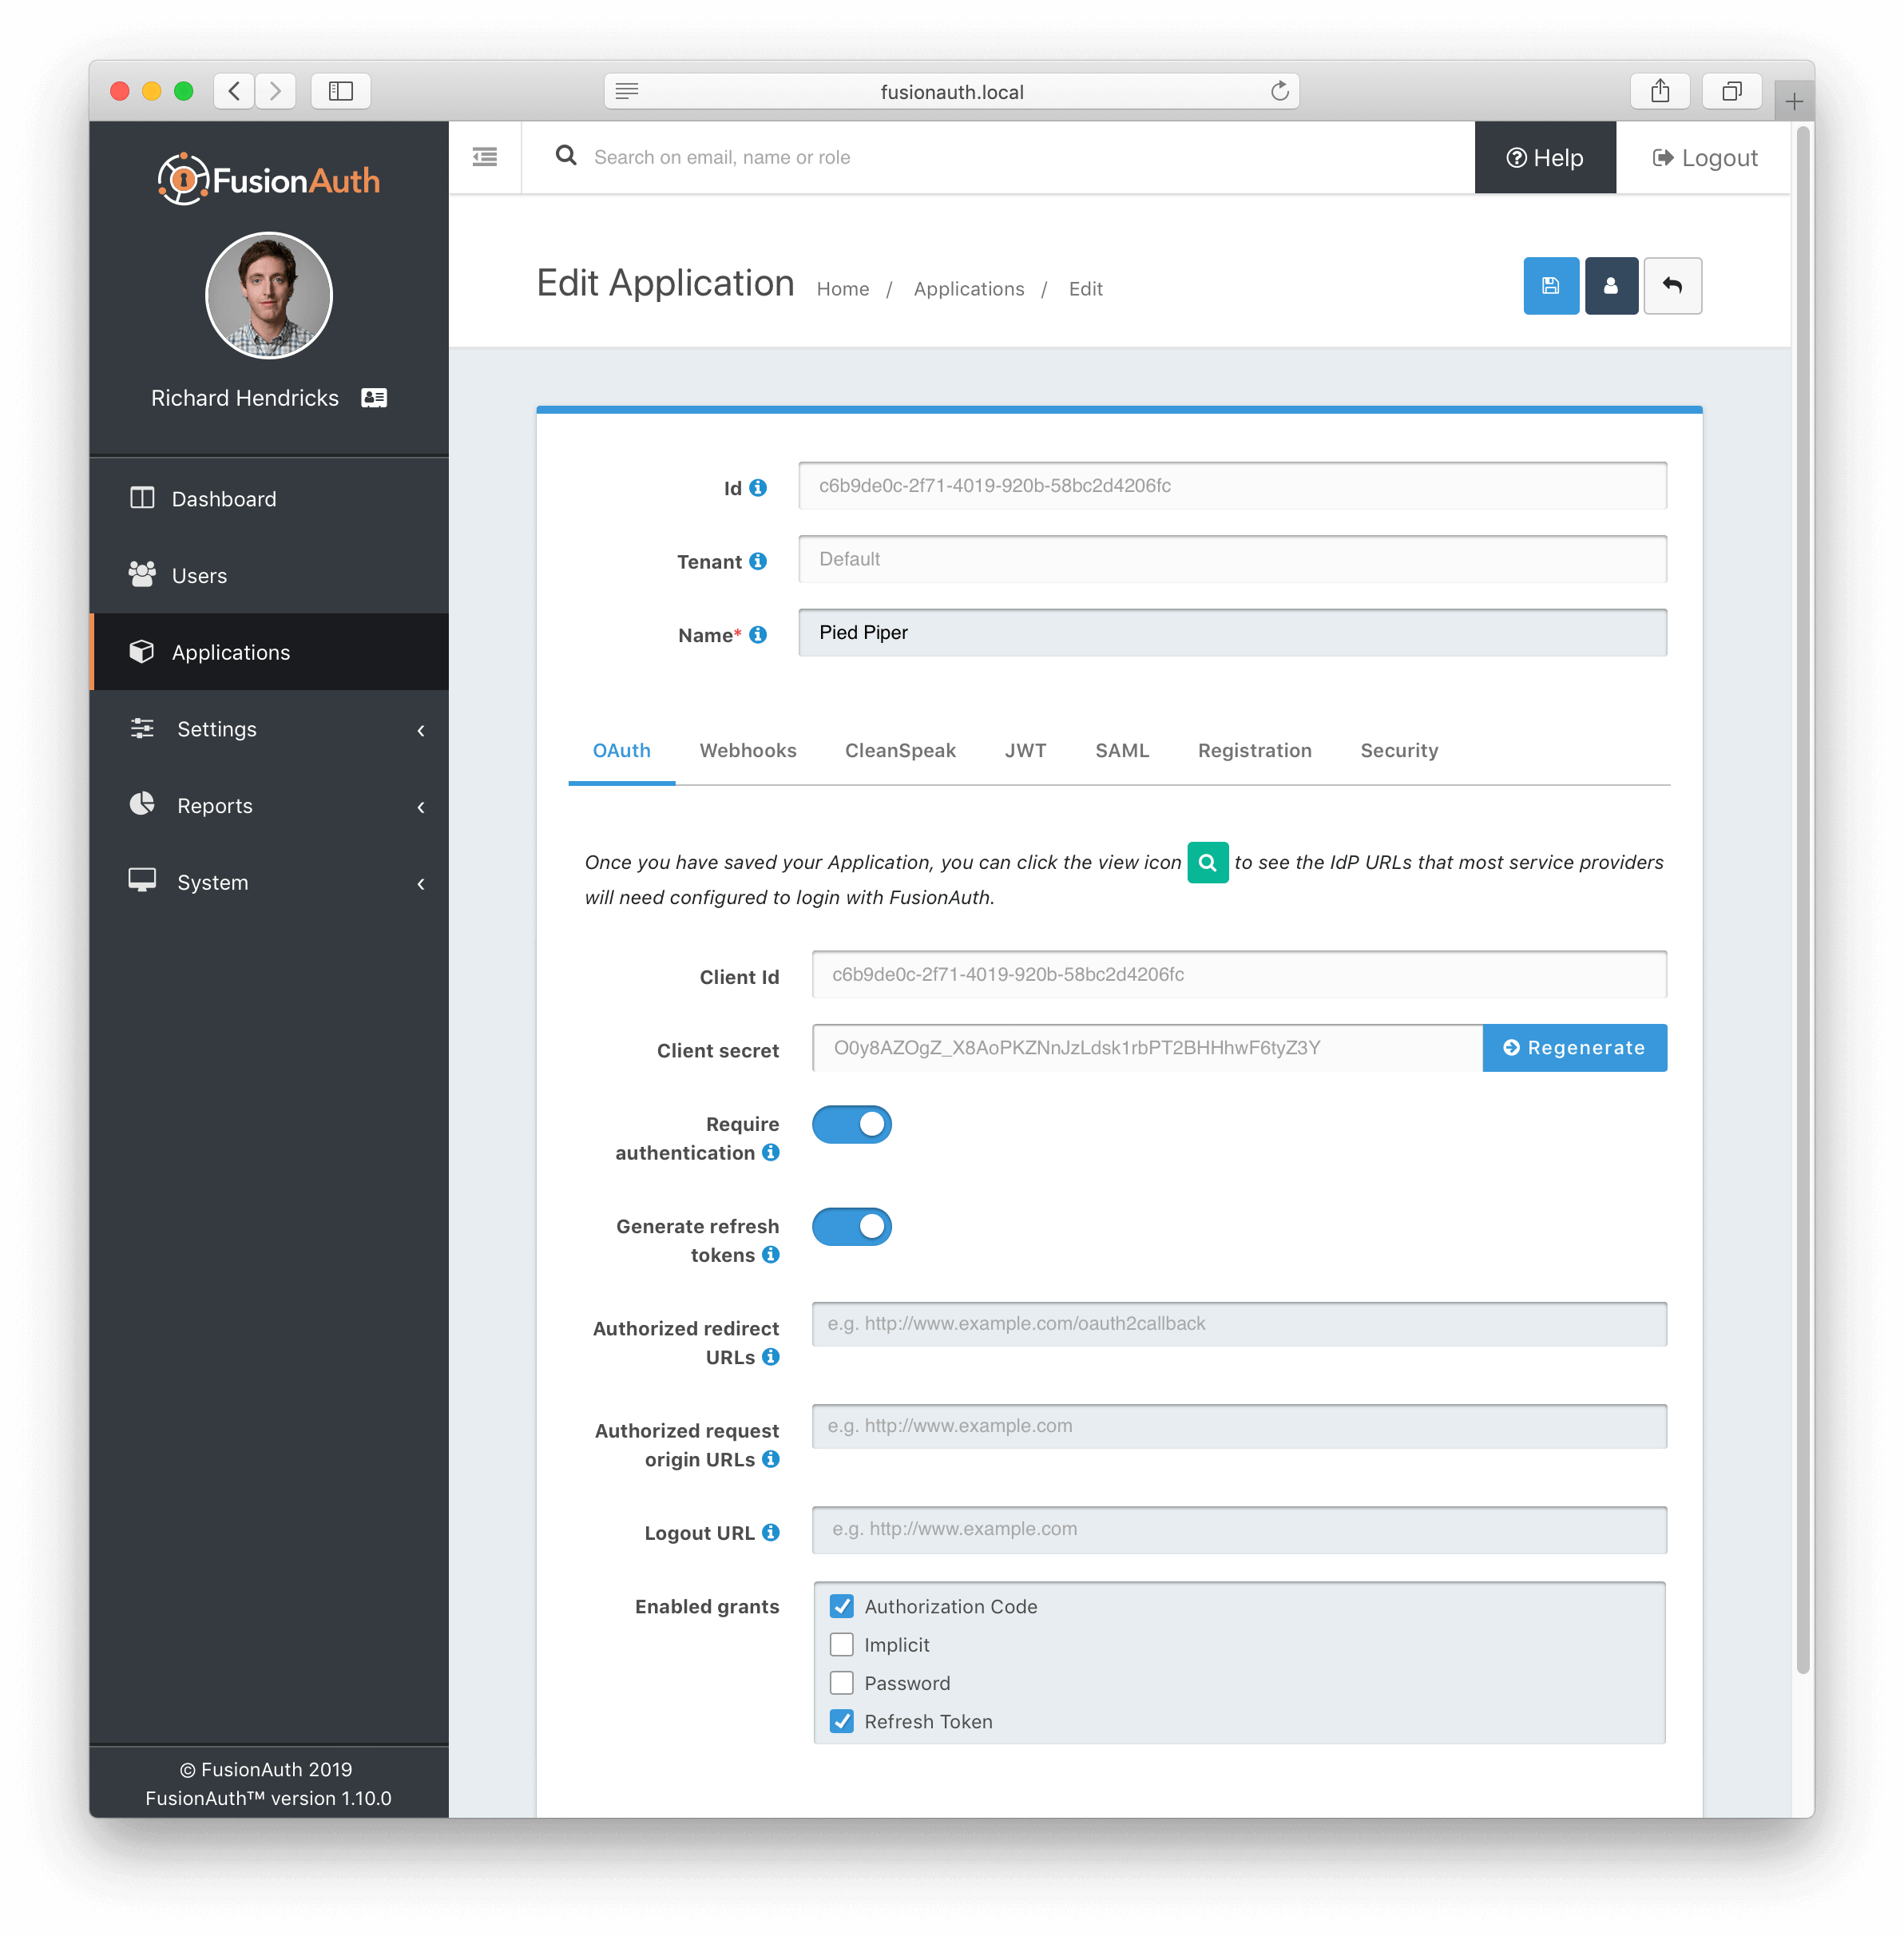 fusionauth.local
FusionAuth
Search on email, name or role
Help
Logout
Richard Hendricks
Edit Application
Home / Applications / Edit
Dashboard
Users
Applications
Settings
Reports
System
Id
c6b9de0c-2f71-4019-920b-58bc2d4206fc
Tenant
Default
Name*
Pied Piper
OAuth
Webhooks
CleanSpeak
JWT
SAML
Registration
Security
Once you have saved your Application, you can click the view icon to see the IdP URLs that most service providers
will need configured to login with FusionAuth.
Client Id
c6b9de0c-2f71-4019-920b-58bc2d4206fc
Client secret
O0y8AZOgZ_X8AoPKZNnJzLdsk1rbPT2BHHhwF6tyZ3Y
Regenerate
Require
authentication
Generate refresh
tokens
Authorized redirect
URLs
e.g. http://www.example.com/oauth2callback
Authorized request
origin URLs
e.g. http://www.example.com
Logout URL
e.g. http://www.example.com
Enabled grants
Authorization Code
Implicit
Password
Refresh Token
© FusionAuth 2019
FusionAuth™ version 1.10.0